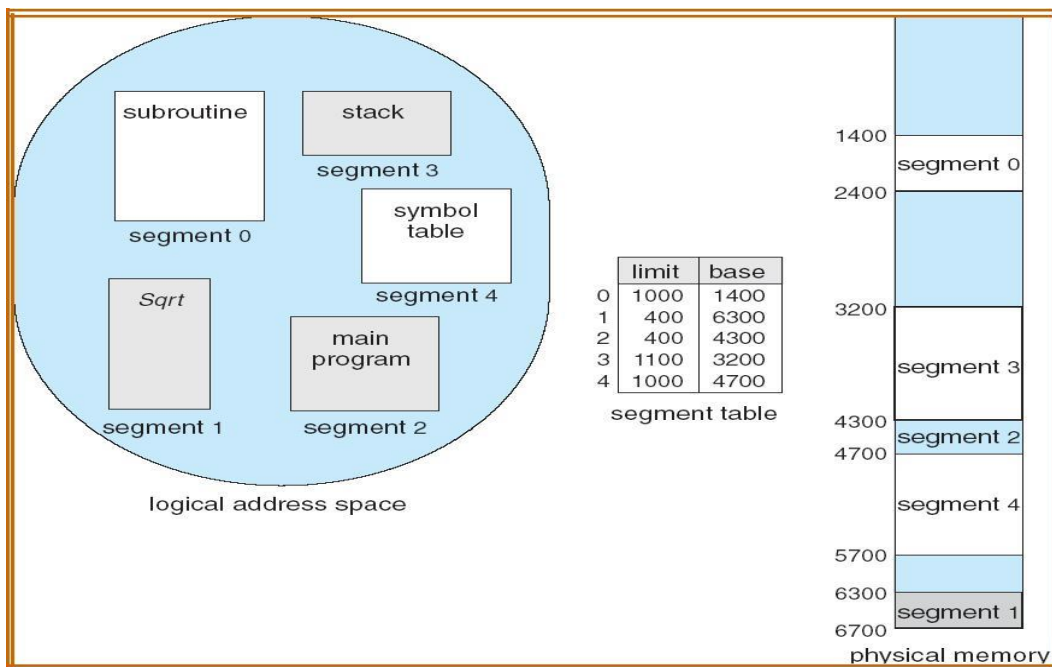 subroutine
segment 0
stack
segment 3
symbol
table
segment 4
Sqrt
segment 1
main
program
segment 2
logical address space
limit base
0 1000 1400
1 400 6300
2 400 4300
3 1100 3200
4 1000 4700
segment table
1400
segment 0
2400
3200
segment 3
4300
segment 2
4700
segment 4
5700
6300
segment 1
6700
physical memory